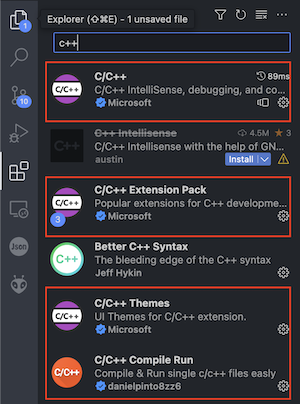 Explorer (⇧⌘E) - 1 unsaved file
1
c++
C/C++
C/C++
89ms
C/C++ IntelliSense, debugging, and co...
Microsoft
10
C++ Intellisense
4.5M
3
C/C++ Intellisense with the help of GN...
austin
Install
C/C++
C/C++ Extension Pack
Popular extensions for C++ developme...
3
Microsoft
C++
Better C++ Syntax
The bleeding edge of the C++ syntax
Jeff Hykin
Json
C/C++
C/C++ Themes
UI Themes for C/C++ extension.
Microsoft
C/C++
C/C++ Compile Run
Compile & Run single c/c++ files easly
danielpinto8zz6